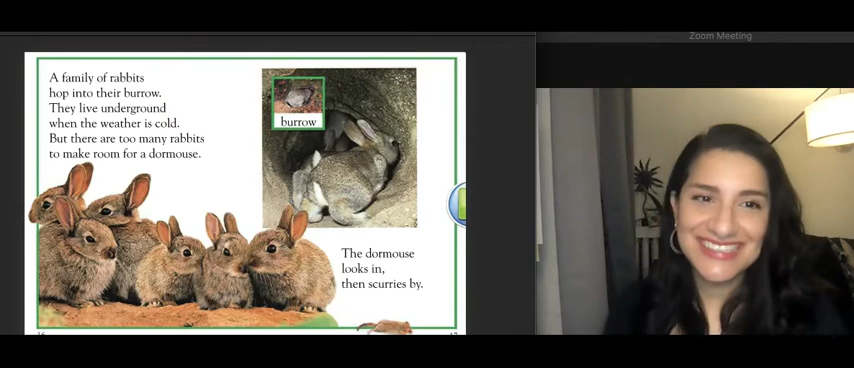 Zoom Meeting
A family of rabbits
hop into their burrow.
They live underground
when the weather is cold.
But there are too many rabbits
to make room for a dormouse.
burrow
The dormouse
looks in,
then scurries by.